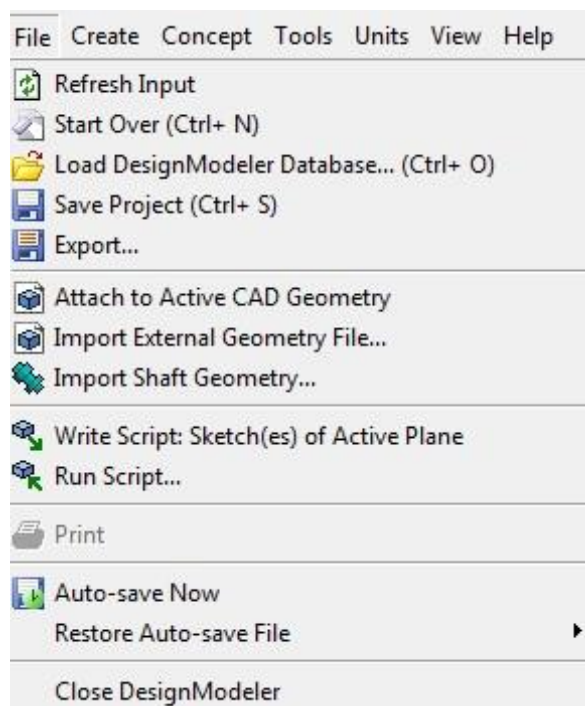 File Create Concept Tools Units View Help
Refresh Input
Start Over (Ctrl+ N)
Load DesignModeler Database... (Ctrl+ O)
Save Project (Ctrl+ S)
Export...
Attach to Active CAD Geometry
Import External Geometry File...
Import Shaft Geometry...
Write Script: Sketch(es) of Active Plane
Run Script...
Print
Auto-save Now
Restore Auto-save File
Close DesignModeler